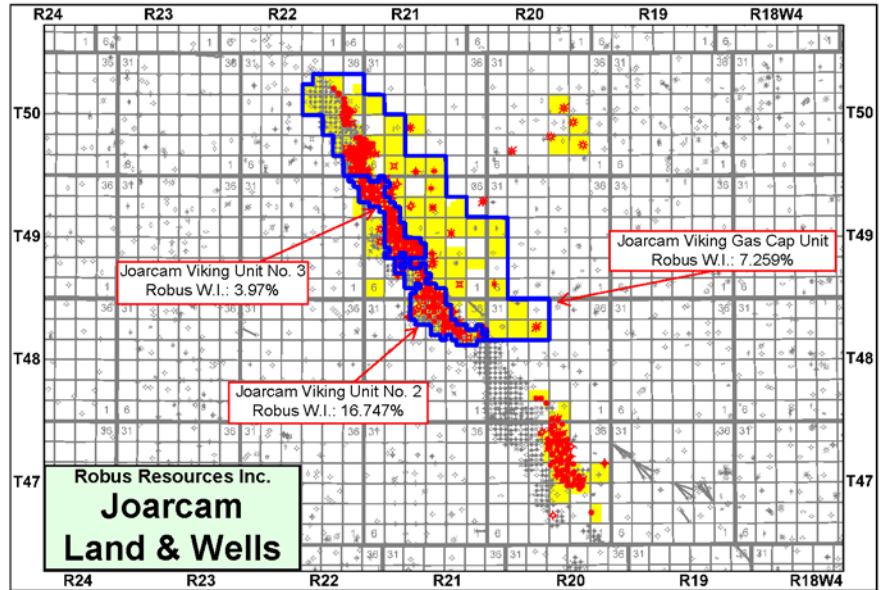 R24 R23 R22 R21 R20 R19 R18W4
T50 T50
T49 T49
Joarcam Viking Gas Cap Unit
Robus W.I.: 7.259%
Joarcam Viking Unit No. 3
Robus W.I.: 3.97%
T48 T48
Joarcam Viking Unit No. 2
Robus W.I.: 16.747%
T47 T47
Robus Resources Inc.
Joarcam
Land & Wells
R24 R23 R22 R21 R20 R19 R18W4